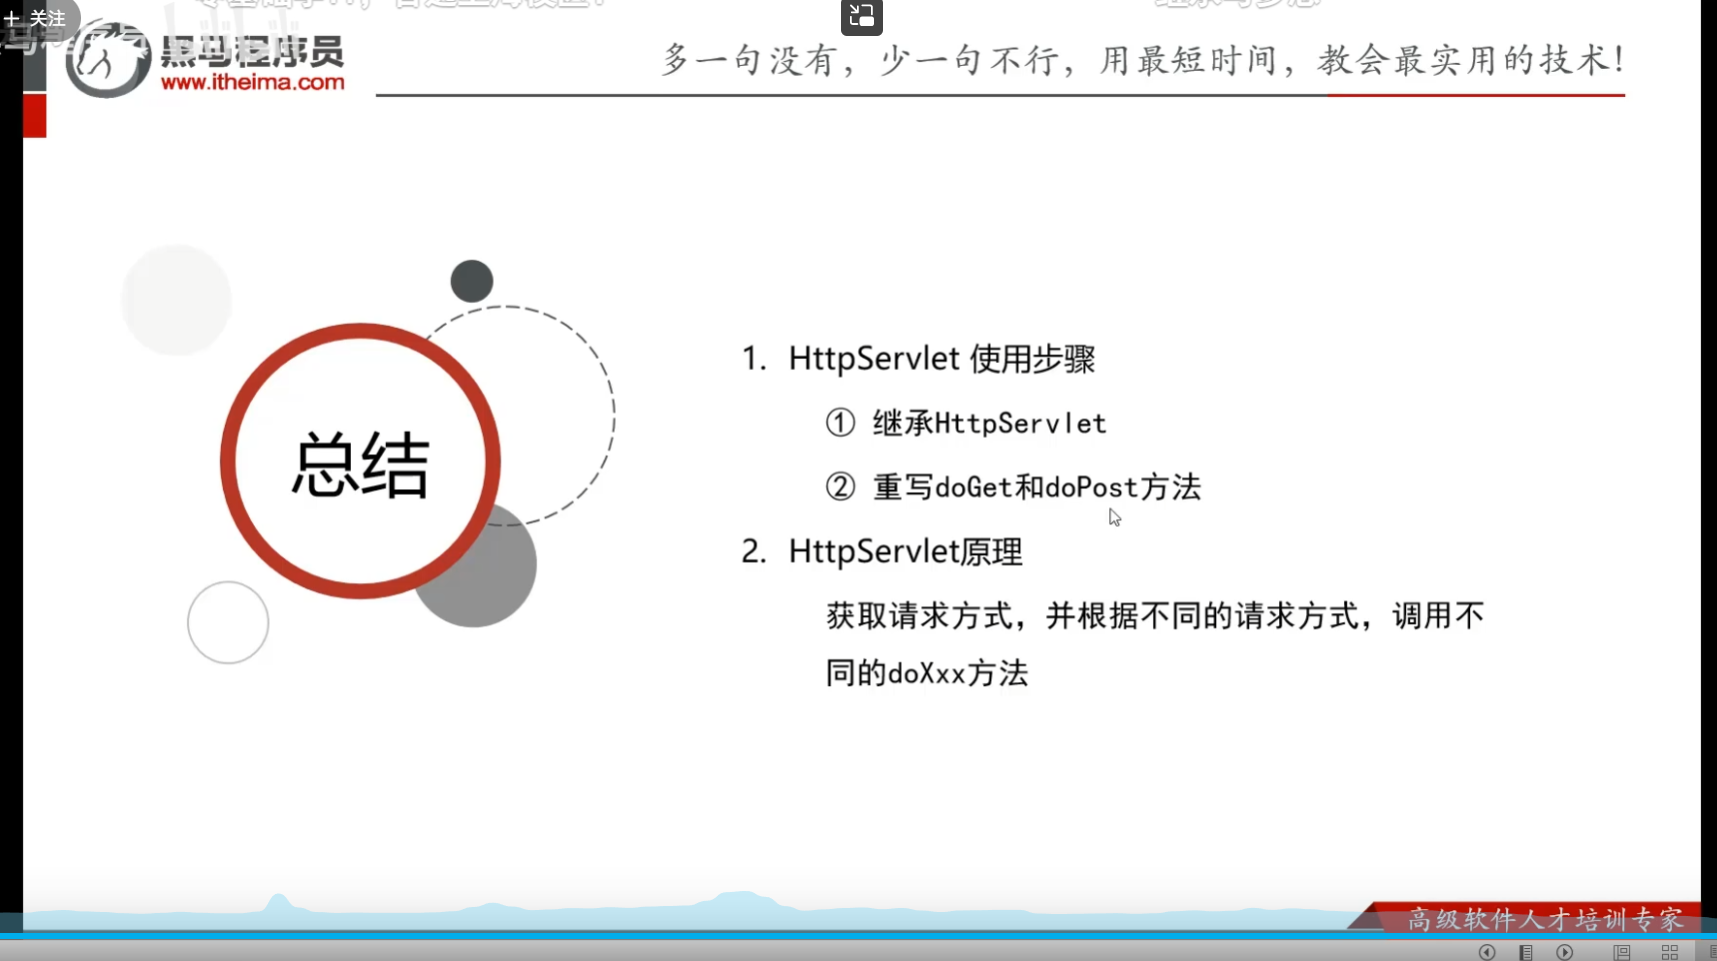 关注
黑马程序员
www.itheima.com
多一句没有，少一句不行，用最短时间，教会最实用的技术！
总结
1. HttpServlet 使用步骤
① 继承HttpServlet
② 重写doGet和doPost方法
2. HttpServlet原理
获取请求方式，并根据不同的请求方式，调用不
同的doXxx方法
高级软件人才培训专家